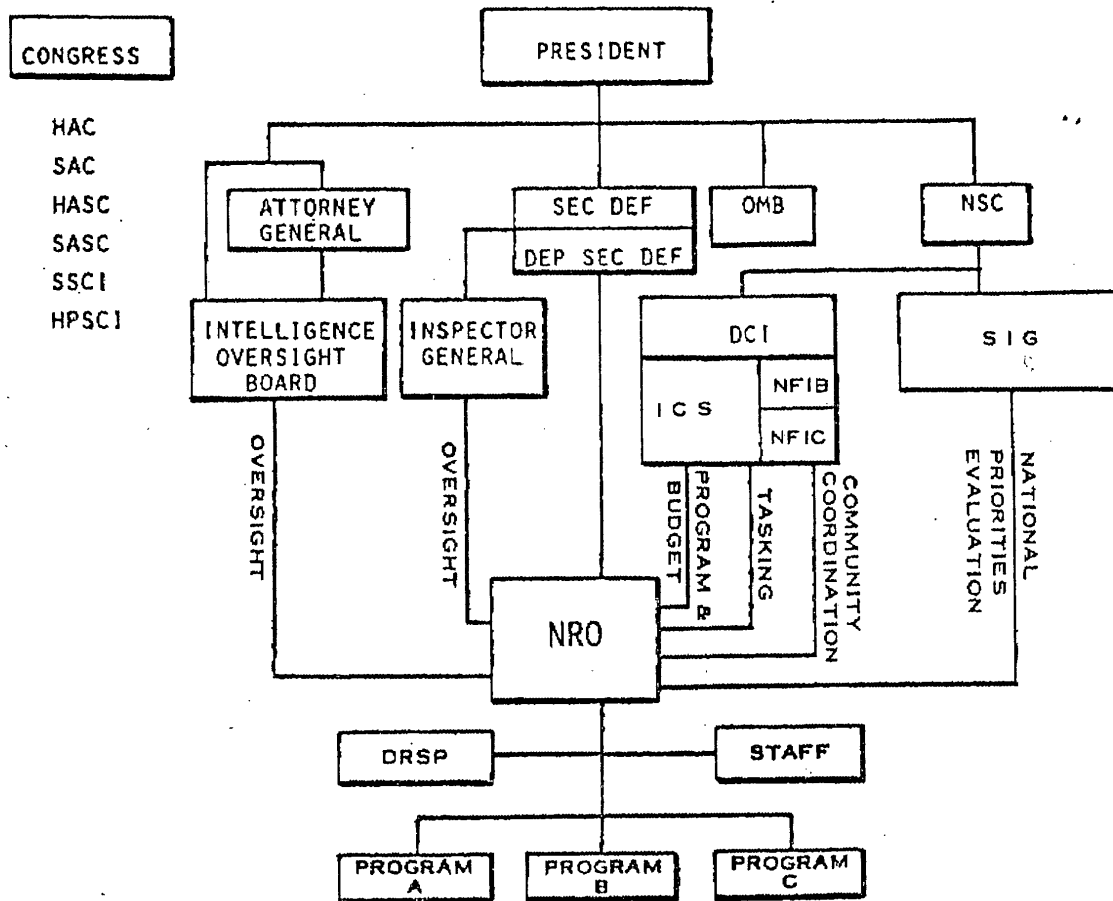 CONGRESS
HAC
SAC
HASC
SASC
SSCI
HPSCI
PRESIDENT
ATTORNEY
GENERAL
SEC DEF
DEP SEC DEF
OMB
NSC
INTELLIGENCE
OVERSIGHT
BOARD
INSPECTOR
GENERAL
DCI
ICS
NFIB
NFIC
SIG
OVERSIGHT
OVERSIGHT
PROGRAM &
BUDGET
TASKING
COMMUNITY
COORDINATION
NATIONAL
PRIORITIES
EVALUATION
NRO
DRSP
STAFF
PROGRAM
A
PROGRAM
B
PROGRAM
C